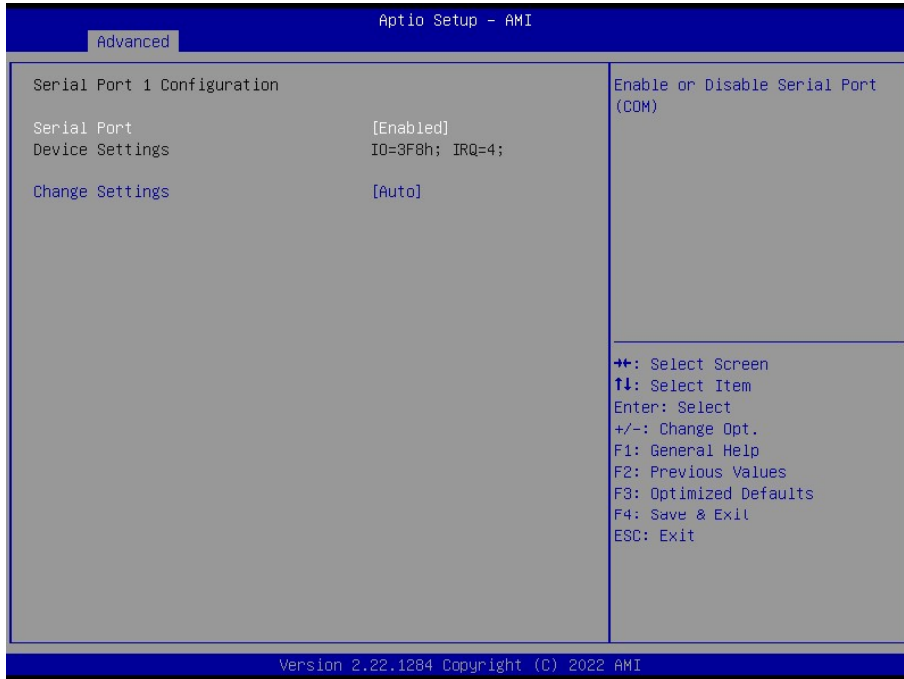 Aptio Setup – AMI
Advanced
Serial Port 1 Configuration
Serial Port [Enabled]
Device Settings IO=3F8h; IRQ=4;
Change Settings [Auto]
Enable or Disable Serial Port
(COM)
→←: Select Screen
↑↓: Select Item
Enter: Select
+/-: Change Opt.
F1: General Help
F2: Previous Values
F3: Optimized Defaults
F4: Save & Exit
ESC: Exit
Version 2.22.1284 Copyright (C) 2022 AMI